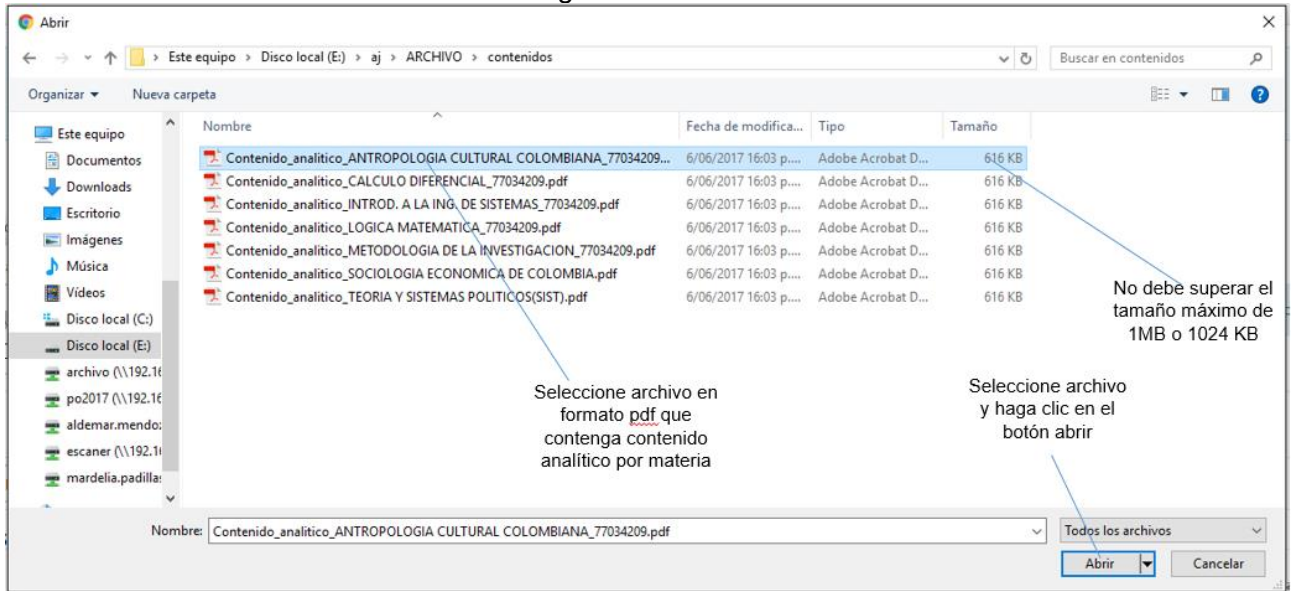 Abrir
Este equipo > Disco local (E:) > aj > ARCHIVO > contenidos
Buscar en contenidos
Organizar
Nueva carpeta
Nombre
Fecha de modifica...
Tipo
Tamaño
Contenido_analitico_ANTROPOLOGIA CULTURAL COLOMBIANA_77034209... 6/06/2017 16:03 p.... Adobe Acrobat D... 616 KB
Contenido_analitico_CALCULO DIFERENCIAL_77034209.pdf 6/06/2017 16:03 p.... Adobe Acrobat D... 616 KB
Contenido_analitico_INTROD. A LA ING. DE SISTEMAS_77034209.pdf 6/06/2017 16:03 p.... Adobe Acrobat D... 616 KB
Contenido_analitico_LOGICA MATEMATICA_77034209.pdf 6/06/2017 16:03 p.... Adobe Acrobat D... 616 KB
Contenido_analitico_METODOLOGIA DE LA INVESTIGACION_77034209.pdf 6/06/2017 16:03 p.... Adobe Acrobat D... 616 KB
Contenido_analitico_SOCIOLOGIA ECONOMICA DE COLOMBIA.pdf 6/06/2017 16:03 p.... Adobe Acrobat D... 616 KB
Contenido_analitico_TEORIA Y SISTEMAS POLITICOS(SIST).pdf 6/06/2017 16:03 p.... Adobe Acrobat D... 616 KB
Este equipo
Documentos
Downloads
Escritorio
Imágenes
Música
Vídeos
Disco local (C:)
Disco local (E:)
archivo (\\192.16
po2017 (\\192.16
aldemar.mendo
escaner (\\192.1
mardelia.padilla
No debe superar el
tamaño máximo de
1MB o 1024 KB
Seleccione archivo en
formato pdf que
contenga contenido
analítico por materia
Seleccione archivo
y haga clic en el
botón abrir
Nombre: Contenido_analitico_ANTROPOLOGIA CULTURAL COLOMBIANA_77034209.pdf
Todos los archivos
Abrir
Cancelar